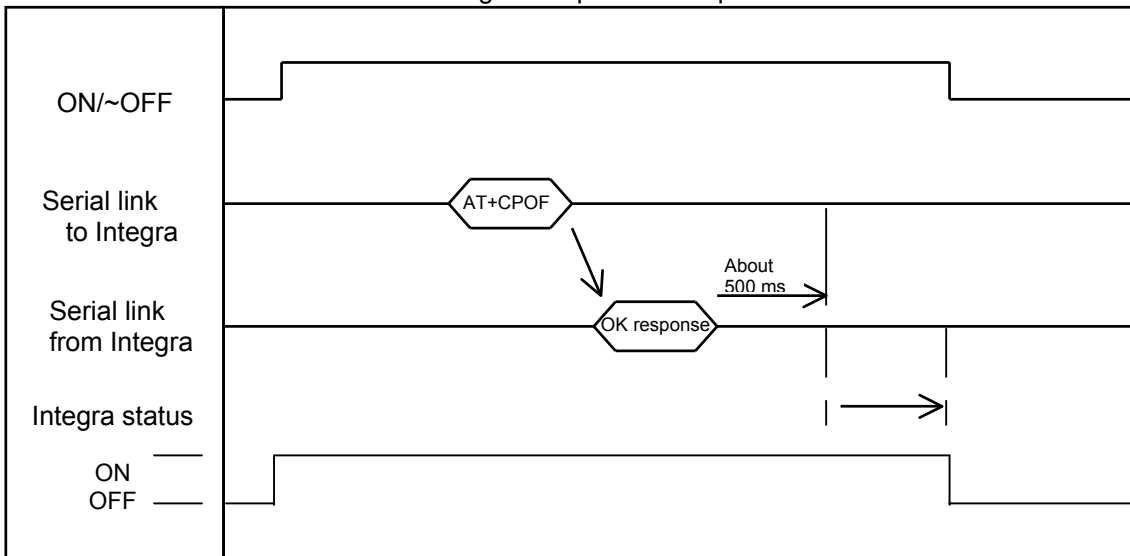 ON/~OFF
Serial link
to Integra
AT+CPOF
About
500 ms
Serial link
from Integra
OK response
Integra status
ON
OFF